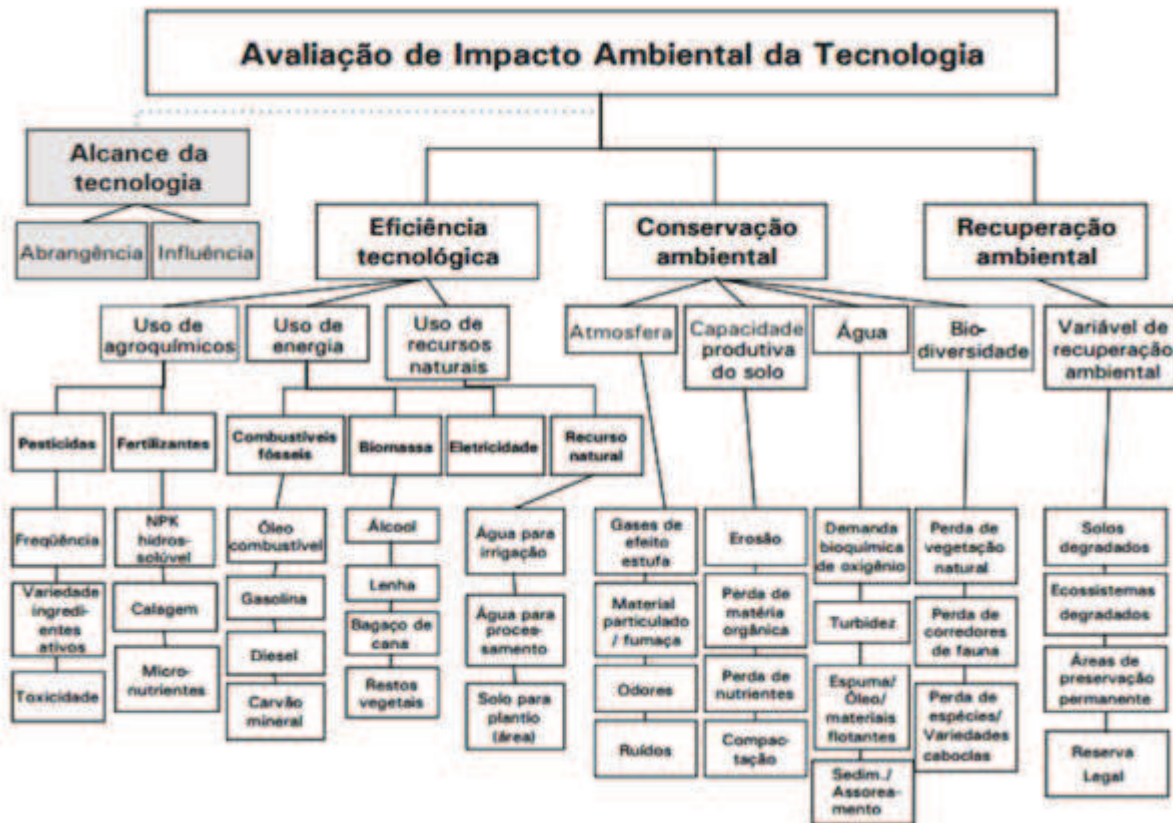 Avaliação de Impacto Ambiental da Tecnologia
Alcance da
tecnologia
Abrangência
Influência
Eficiência
tecnológica
Conservação
ambiental
Recuperação
ambiental
Uso de
agroquímicos
Uso de
energia
Uso de
recursos
naturais
Atmosfera
Capacidade
produtiva
do solo
Água
Bio-
diversidade
Variável de
recuperação
ambiental
Pesticidas
Fertilizantes
Combustíveis
fósseis
Biomassa
Eletricidade
Recurso
natural
Freqüência
Variedade
ingredi-
entes
ativos
Toxicidade
NPK
hidros-
solúvel
Calagem
Micro-
nutrientes
Óleo
combustível
Gasolina
Diesel
Carvão
mineral
Álcool
Lenha
Bagaço de
cana
Restos
vegetais
Água para
irrigação
Água para
proces-
samento
Solo para
plantio
(área)
Gases de
efeito
estufa
Material
particulado
/ fumaça
Odores
Ruídos
Erosão
Perda de
matéria
orgânica
Perda de
nutrientes
Compac-
tação
Demanda
bioquímica
de oxigênio
Turbidez
Espuma/
Óleo/
materiais
flotantes
Sedim./
Assorea-
mento
Perda de
vegetação
natural
Perda de
corredores
de fauna
Perda de
espécies/
Variedades
caboclas
Solos
degradados
Ecossistemas
degradados
Áreas de
preservação
permanente
Reserva
Legal